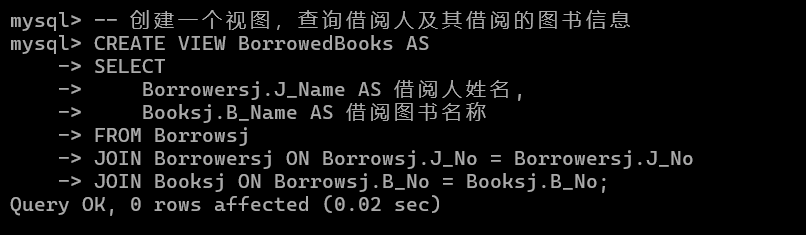 mysql> -- 创建一个视图，查询借阅人及其借阅的图书信息
mysql> CREATE VIEW BorrowedBooks AS
    -> SELECT
    ->     Borrowersj.J_Name AS 借阅人姓名,
    ->     Booksj.B_Name AS 借阅图书名称
    -> FROM Borrowsj
    -> JOIN Borrowersj ON Borrowsj.J_No = Borrowersj.J_No
    -> JOIN Booksj ON Borrowsj.B_No = Booksj.B_No;
Query OK, 0 rows affected (0.02 sec)